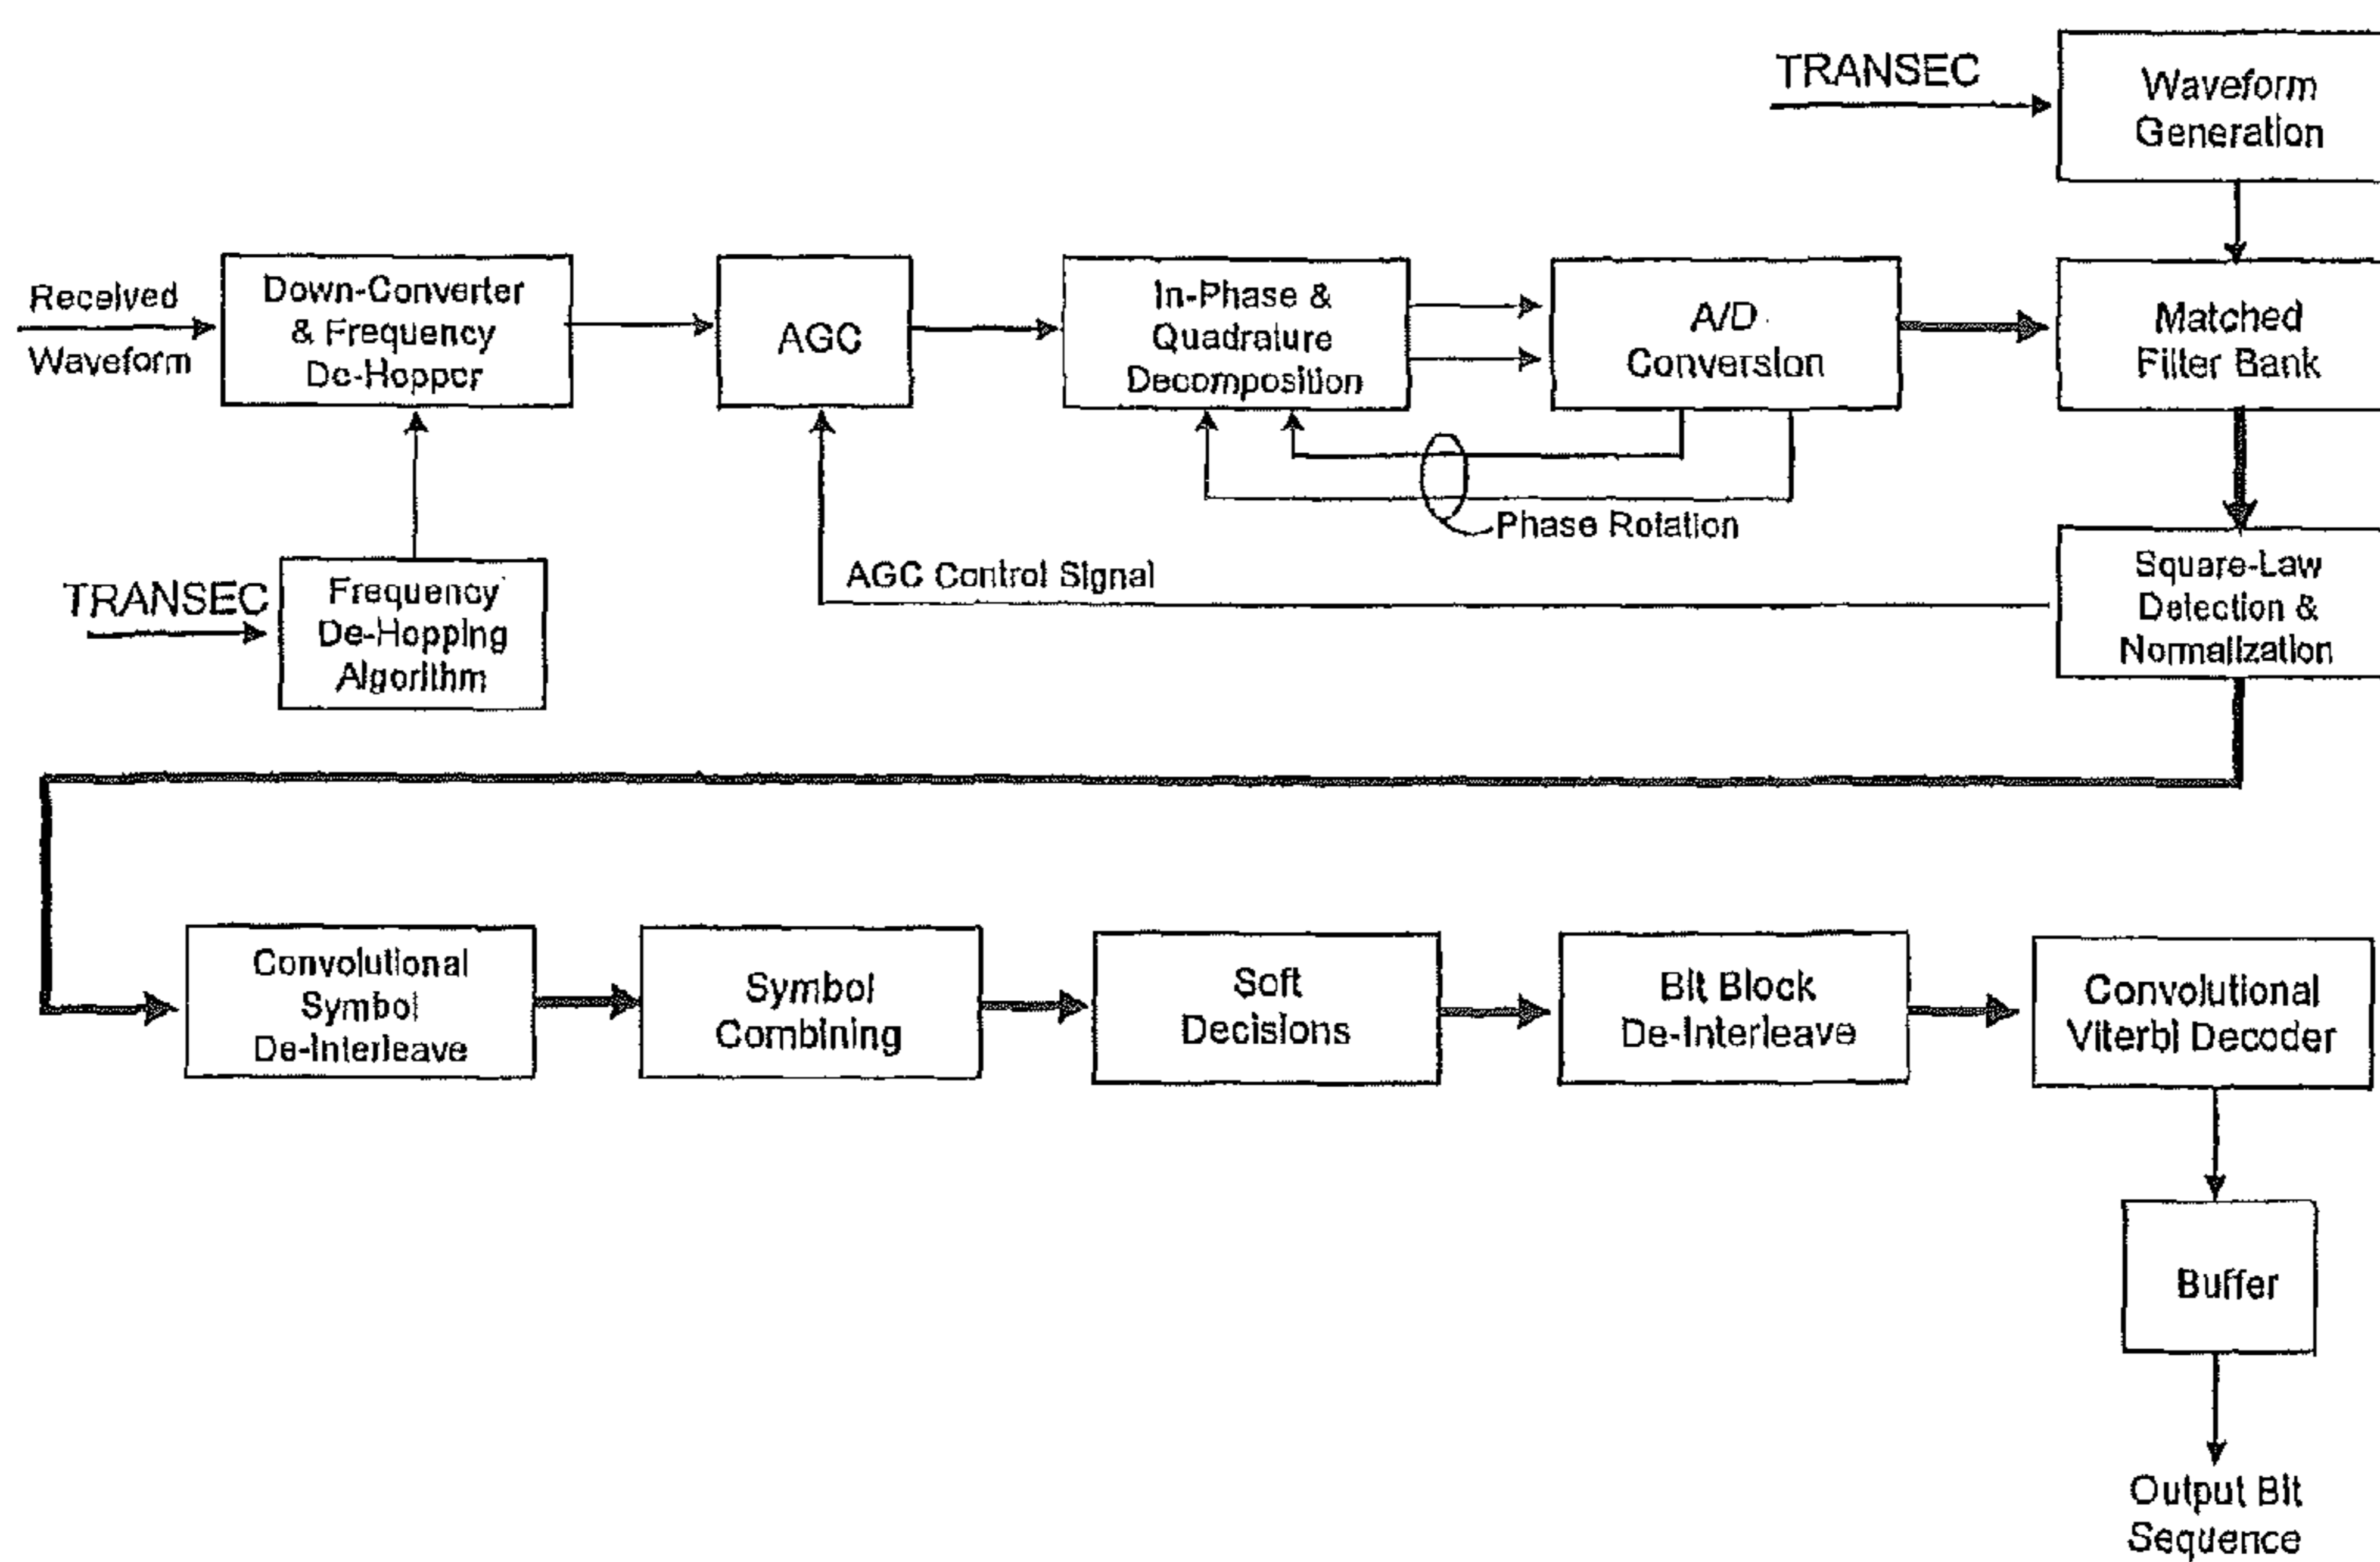 TRANSEC
Waveform
Generation
Received
Waveform
Down-Converter
& Frequency
De-Hopper
AGC
In-Phase &
Quadrature
Decomposition
A/D
Conversion
Matched
Filter Bank
Phase Rotation
AGC Control Signal
TRANSEC
Frequency
De-Hopping
Algorithm
Square-Law
Detection &
Normalization
Convolutional
Symbol
De-Interleave
Symbol
Combining
Soft
Decisions
Bit Block
De-Interleave
Convolutional
Viterbi Decoder
Buffer
Output Bit
Sequence